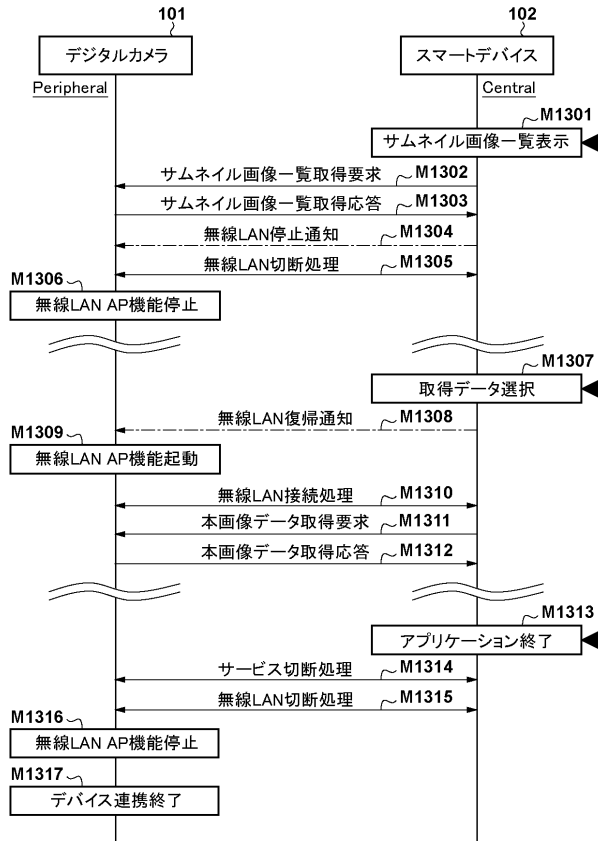 101
102
デジタルカメラ
スマートデバイス
Peripheral
Central
M1301
サムネイル画像一覧表示
サムネイル画像一覧取得要求 M1302
サムネイル画像一覧取得応答 M1303
無線LAN停止通知 M1304
無線LAN切断処理 M1305
M1306
無線LAN AP機能停止
M1307
取得データ選択
無線LAN復帰通知 M1308
M1309
無線LAN AP機能起動
無線LAN接続処理 M1310
本画像データ取得要求 M1311
本画像データ取得応答 M1312
M1313
アプリケーション終了
サービス切断処理 M1314
無線LAN切断処理 M1315
M1316
無線LAN AP機能停止
M1317
デバイス連携終了